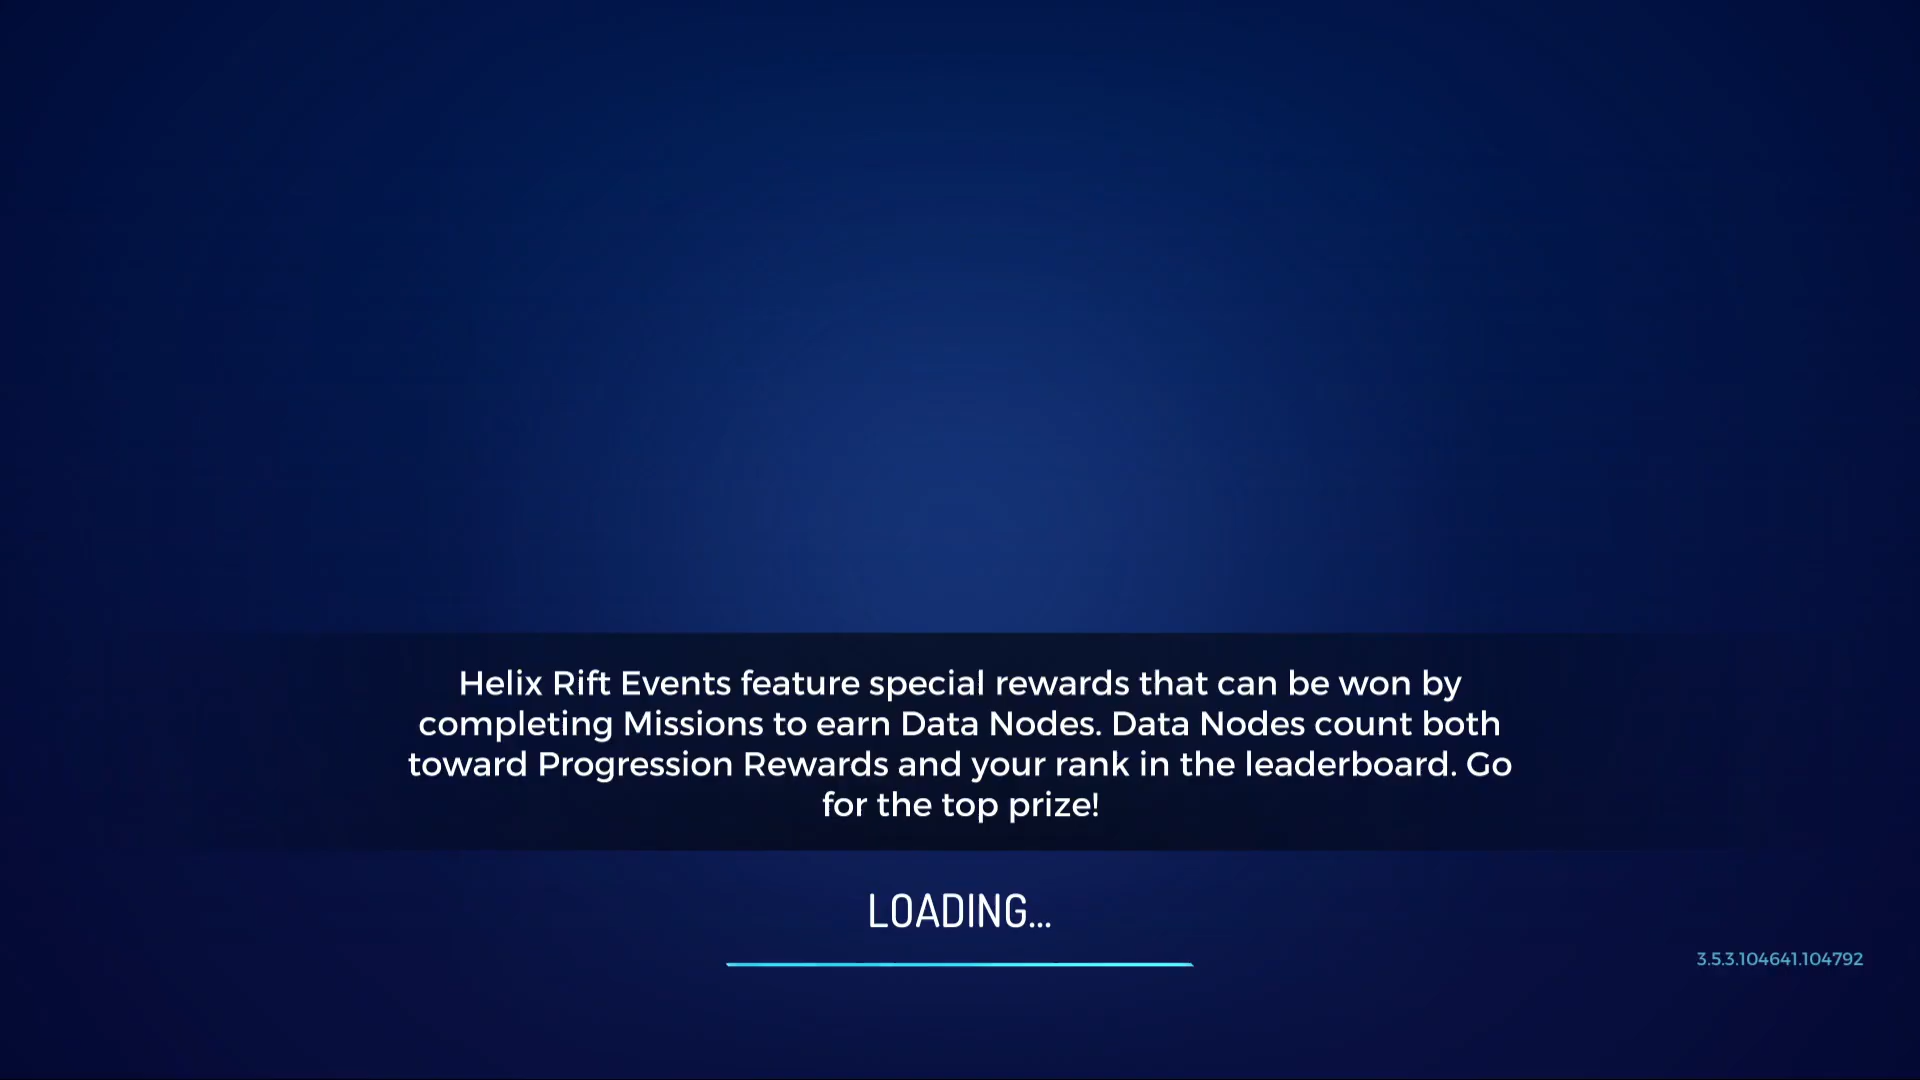 Helix Rift Events feature special rewards that can be won by
completing Missions to earn Data Nodes. Data Nodes count both
toward Progression Rewards and your rank in the leaderboard. Go
for the top prize!
LOADING...
3.5.3.104641.104792